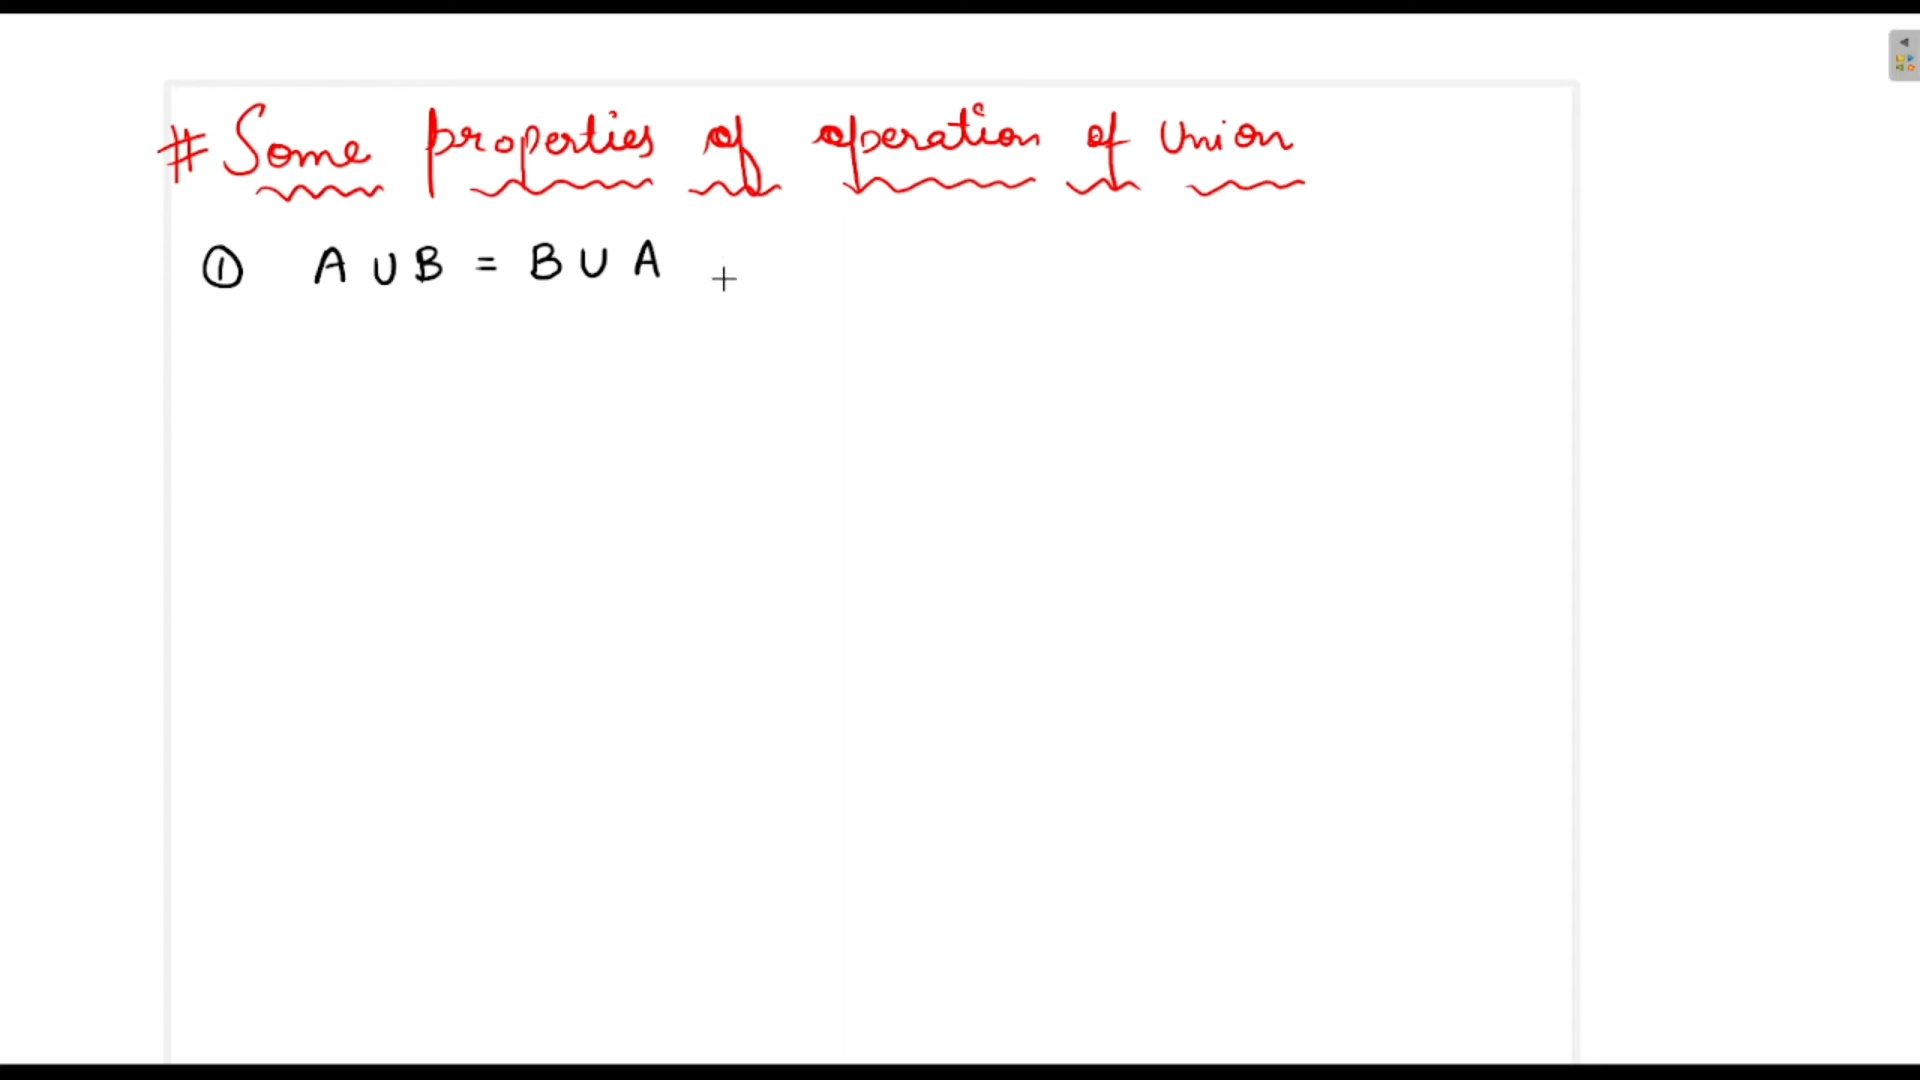 # Some properties of operation of Union
① A ∪ B = B ∪ A